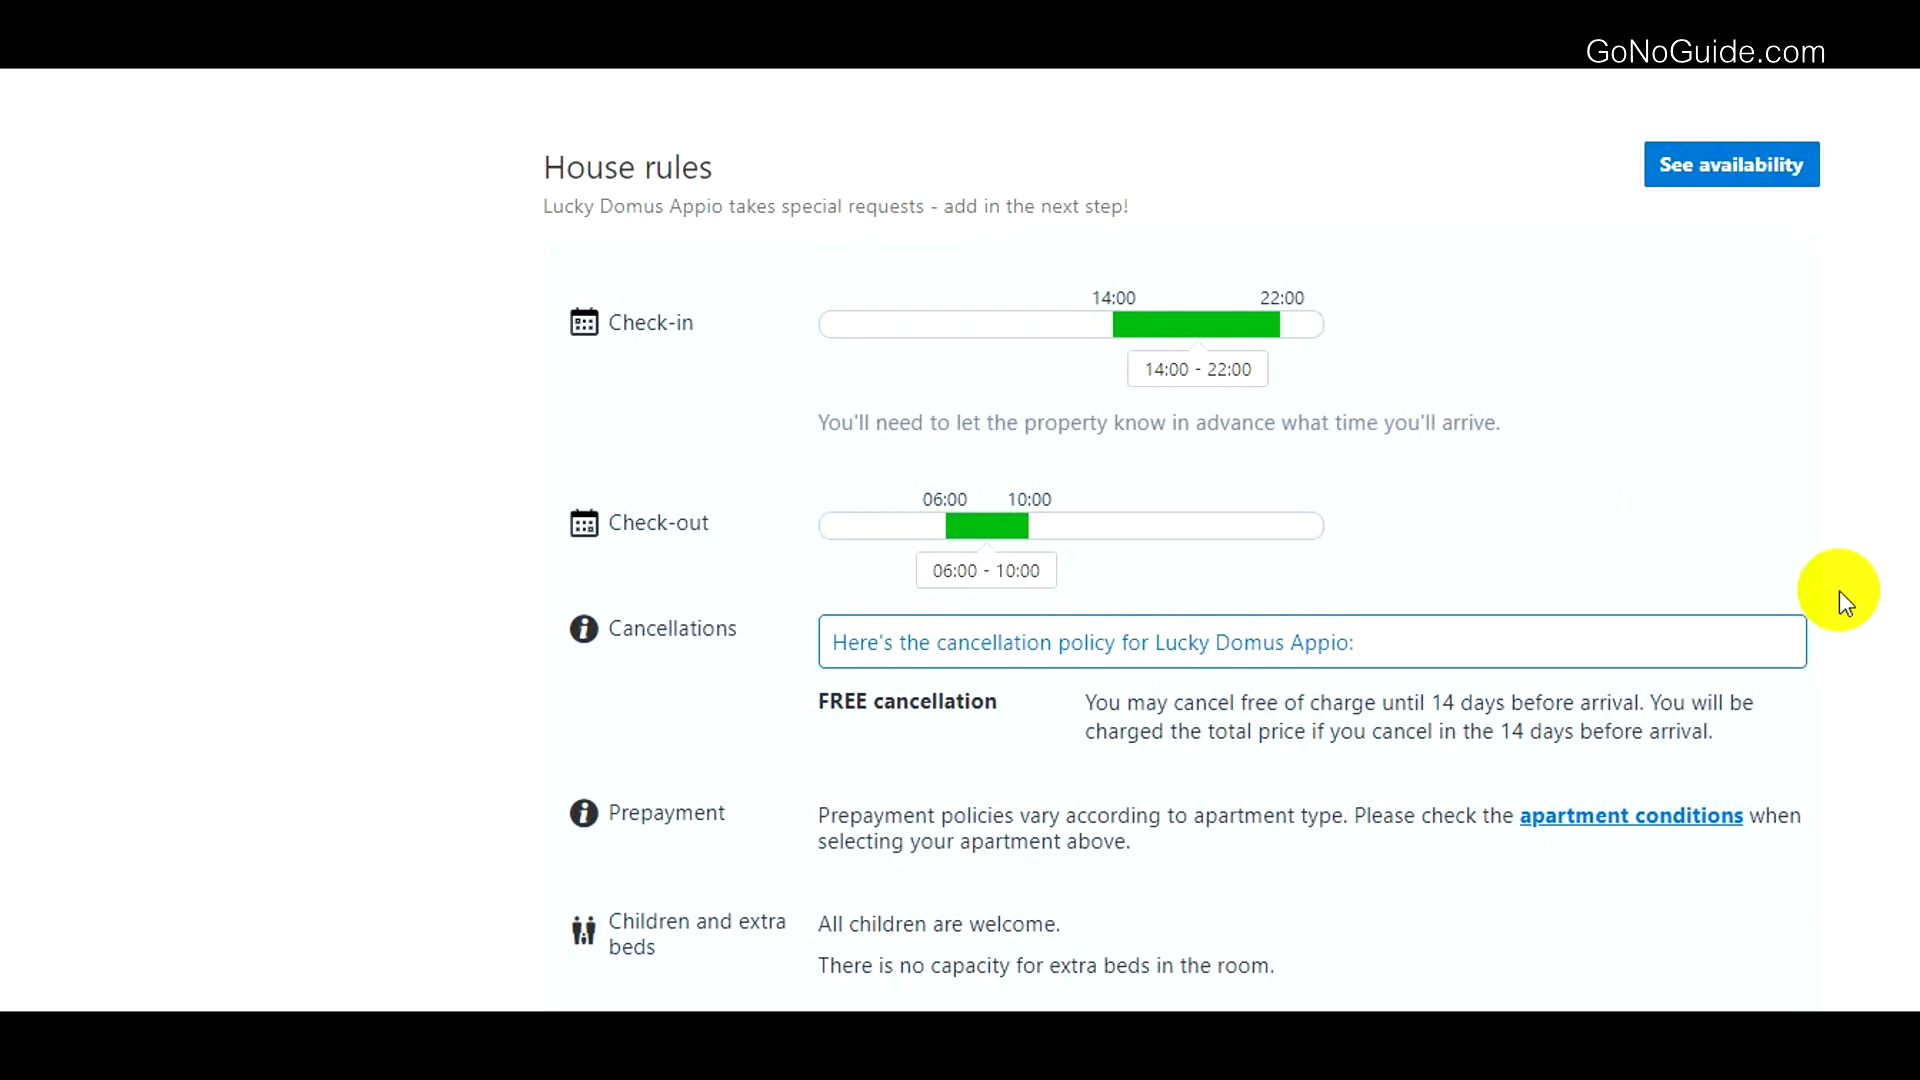 GoNoGuide.com
House rules
See availability
Lucky Domus Appio takes special requests - add in the next step!
14:00 22:00
Check-in
14:00 - 22:00
You'll need to let the property know in advance what time you'll arrive.
06:00 10:00
Check-out
06:00 - 10:00
Cancellations
Here's the cancellation policy for Lucky Domus Appio:
FREE cancellation
You may cancel free of charge until 14 days before arrival. You will be
charged the total price if you cancel in the 14 days before arrival.
Prepayment
Prepayment policies vary according to apartment type. Please check the apartment conditions when
selecting your apartment above.
Children and extra
beds
All children are welcome.
There is no capacity for extra beds in the room.